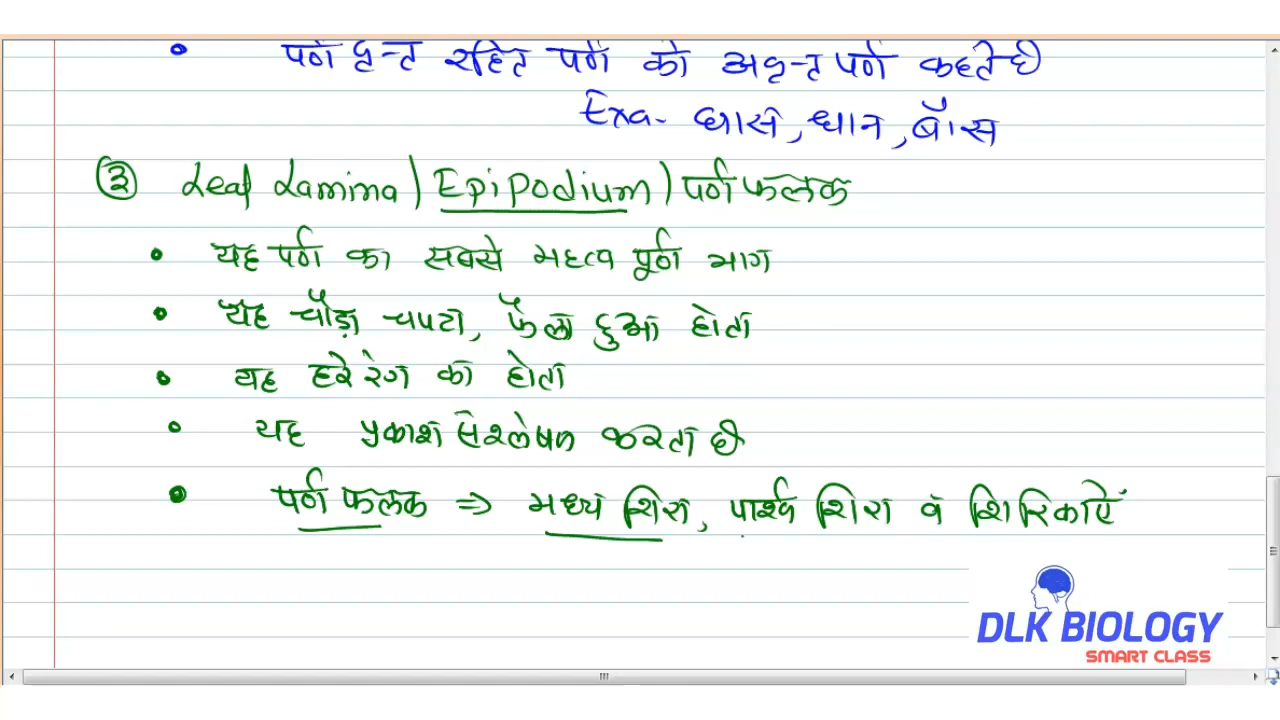 • पर्ण वृन्त रहित पर्ण को अवृन्त पर्ण कहते है
Exa- घास, धान, बाँस
③ Leaf Lamina / Epipodium / पर्ण फलक
• यह पर्ण का सबसे महत्व पूर्ण भाग
• यह चौड़ा चपटा, फैला हुआ होता
• यह हरे रंग का होता
• यह प्रकाश संश्लेषण करता है
• पर्ण फलक ⇒ मध्य शिरा, पार्श्व शिरा व शिरिकाऐं
DLK BIOLOGY
SMART CLASS